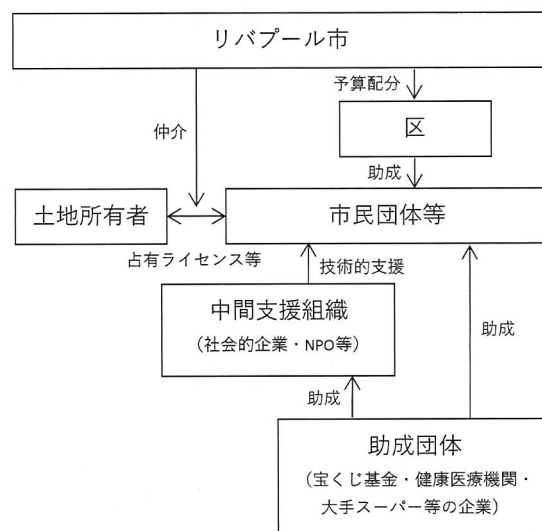 リバプール市
予算配分
仲介
区
助成
土地所有者
市民団体等
占有ライセンス等
技術的支援
中間支援組織
（社会的企業・NPO等）
助成
助成
助成団体
（宝くじ基金・健康医療機関・
大手スーパー等の企業）